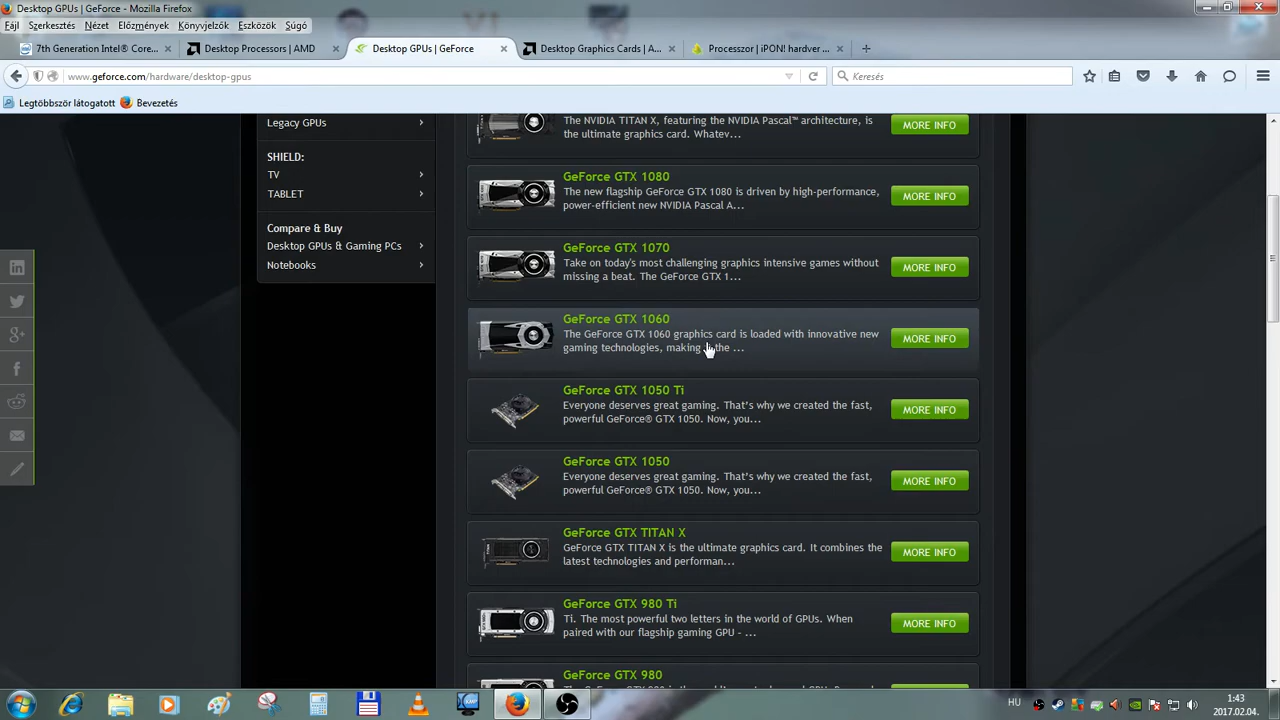 Desktop GPUs | GeForce - Mozilla Firefox
Fájl Szerkesztés Nézet Előzmények Könyvjelzők Eszközök Súgó
7th Generation Intel® Core...
Desktop Processors | AMD
Desktop GPUs | GeForce
Desktop Graphics Cards | A...
Processzor | iPON! hardver ...
www.geforce.com/hardware/desktop-gpus
Keresés
Legtöbbször látogatott
Bevezetés
Legacy GPUs
SHIELD:
TV
TABLET
Compare & Buy
Desktop GPUs & Gaming PCs
Notebooks
The NVIDIA TITAN X, featuring the NVIDIA Pascal™ architecture, is
the ultimate graphics card. Whatev...
MORE INFO
GeForce GTX 1080
The new flagship GeForce GTX 1080 is driven by high-performance,
power-efficient new NVIDIA Pascal A...
MORE INFO
GeForce GTX 1070
Take on today's most challenging graphics intensive games without
missing a beat. The GeForce GTX 1...
MORE INFO
GeForce GTX 1060
The GeForce GTX 1060 graphics card is loaded with innovative new
gaming technologies, making the ...
MORE INFO
GeForce GTX 1050 Ti
Everyone deserves great gaming. That's why we created the fast,
powerful GeForce® GTX 1050. Now, you...
MORE INFO
GeForce GTX 1050
Everyone deserves great gaming. That's why we created the fast,
powerful GeForce® GTX 1050. Now, you...
MORE INFO
GeForce GTX TITAN X
GeForce GTX TITAN X is the ultimate graphics card. It combines the
latest technologies and performan...
MORE INFO
GeForce GTX 980 Ti
Ti. The most powerful two letters in the world of GPUs. When
paired with our flagship gaming GPU - ...
MORE INFO
GeForce GTX 980
HU
1:43
2017.02.04.